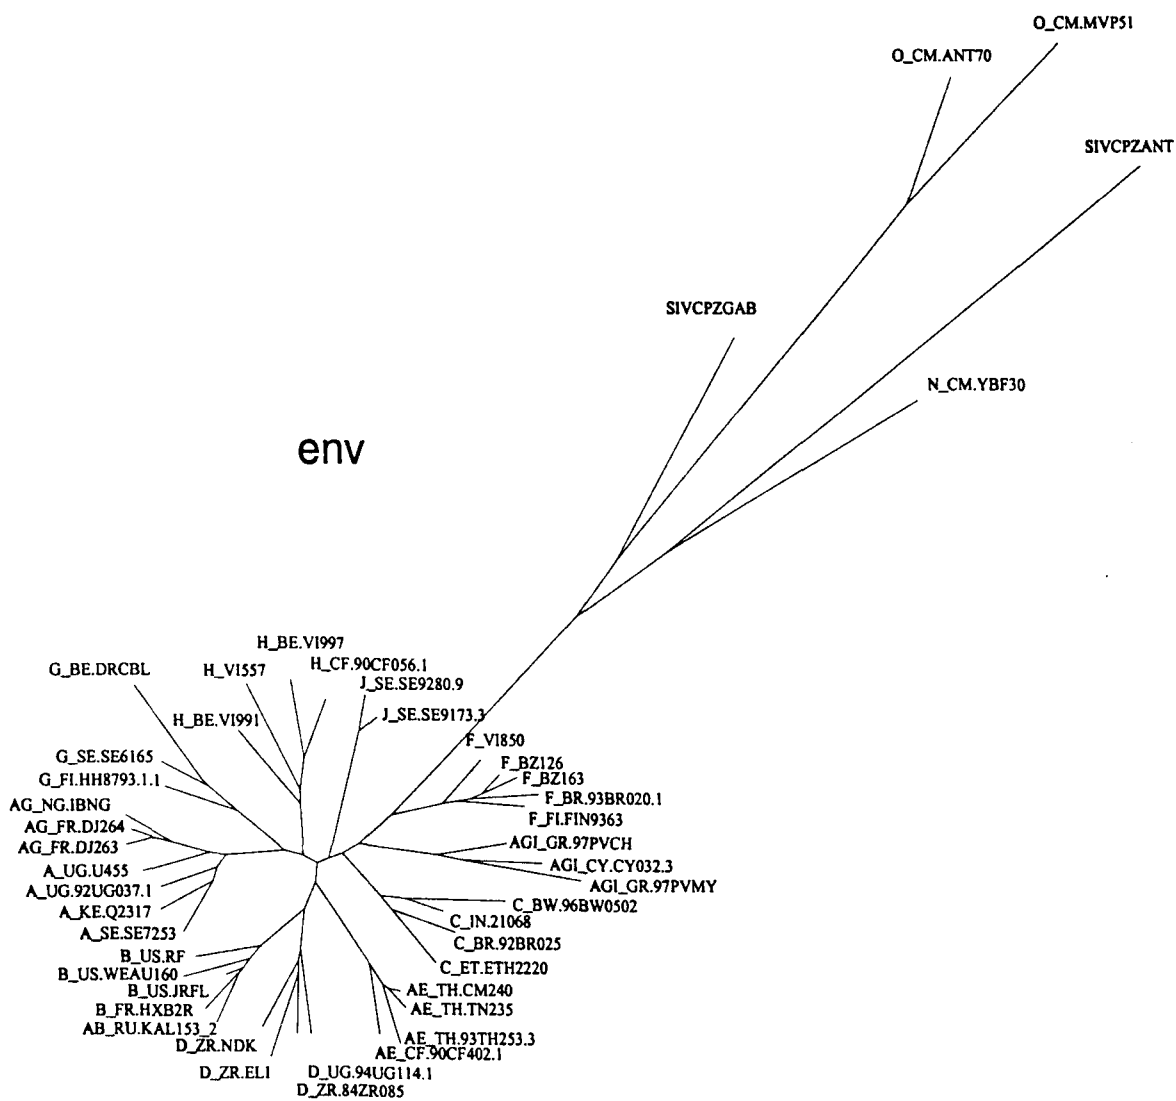 O_CM.MVP51
O_CM.ANT70
SIVCPZANT
SIVCPZGAB
N_CM.YBF30
env
H_BE.VI997
G_BE.DRCBL
H_VI557
H_CF.90CF056.1
J_SE.SE9280.9
H_BE.VI991
J_SE.SE9173.3
F_VI850
G_SE.SE6165
F_BZ126
G_FI.HH8793.1.1
F_BZ163
AG_NG.IBNG
F_BR.93BR020.1
AG_FR.DJ264
F_FI.FIN9363
AG_FR.DJ263
AGI_GR.97PVCH
A_UG.U455
AGI_CY.CY032.3
A_UG.92UG037.1
AGI_GR.97PVMY
A_KE.Q2317
C_BW.96BW0502
A_SE.SE7253
C_IN.21068
C_BR.92BR025
B_US.RF
B_US.WEAU160
C_ET.ETH2220
B_US.JRFL
AE_TH.CM240
B_FR.HXB2R
AE_TH.TN235
AB_RU.KAL153_2
D_ZR.NDK
AE_TH.93TH253.3
AE_CF.90CF402.1
D_ZR.ELI
D_UG.94UG114.1
D_ZR.84ZR085